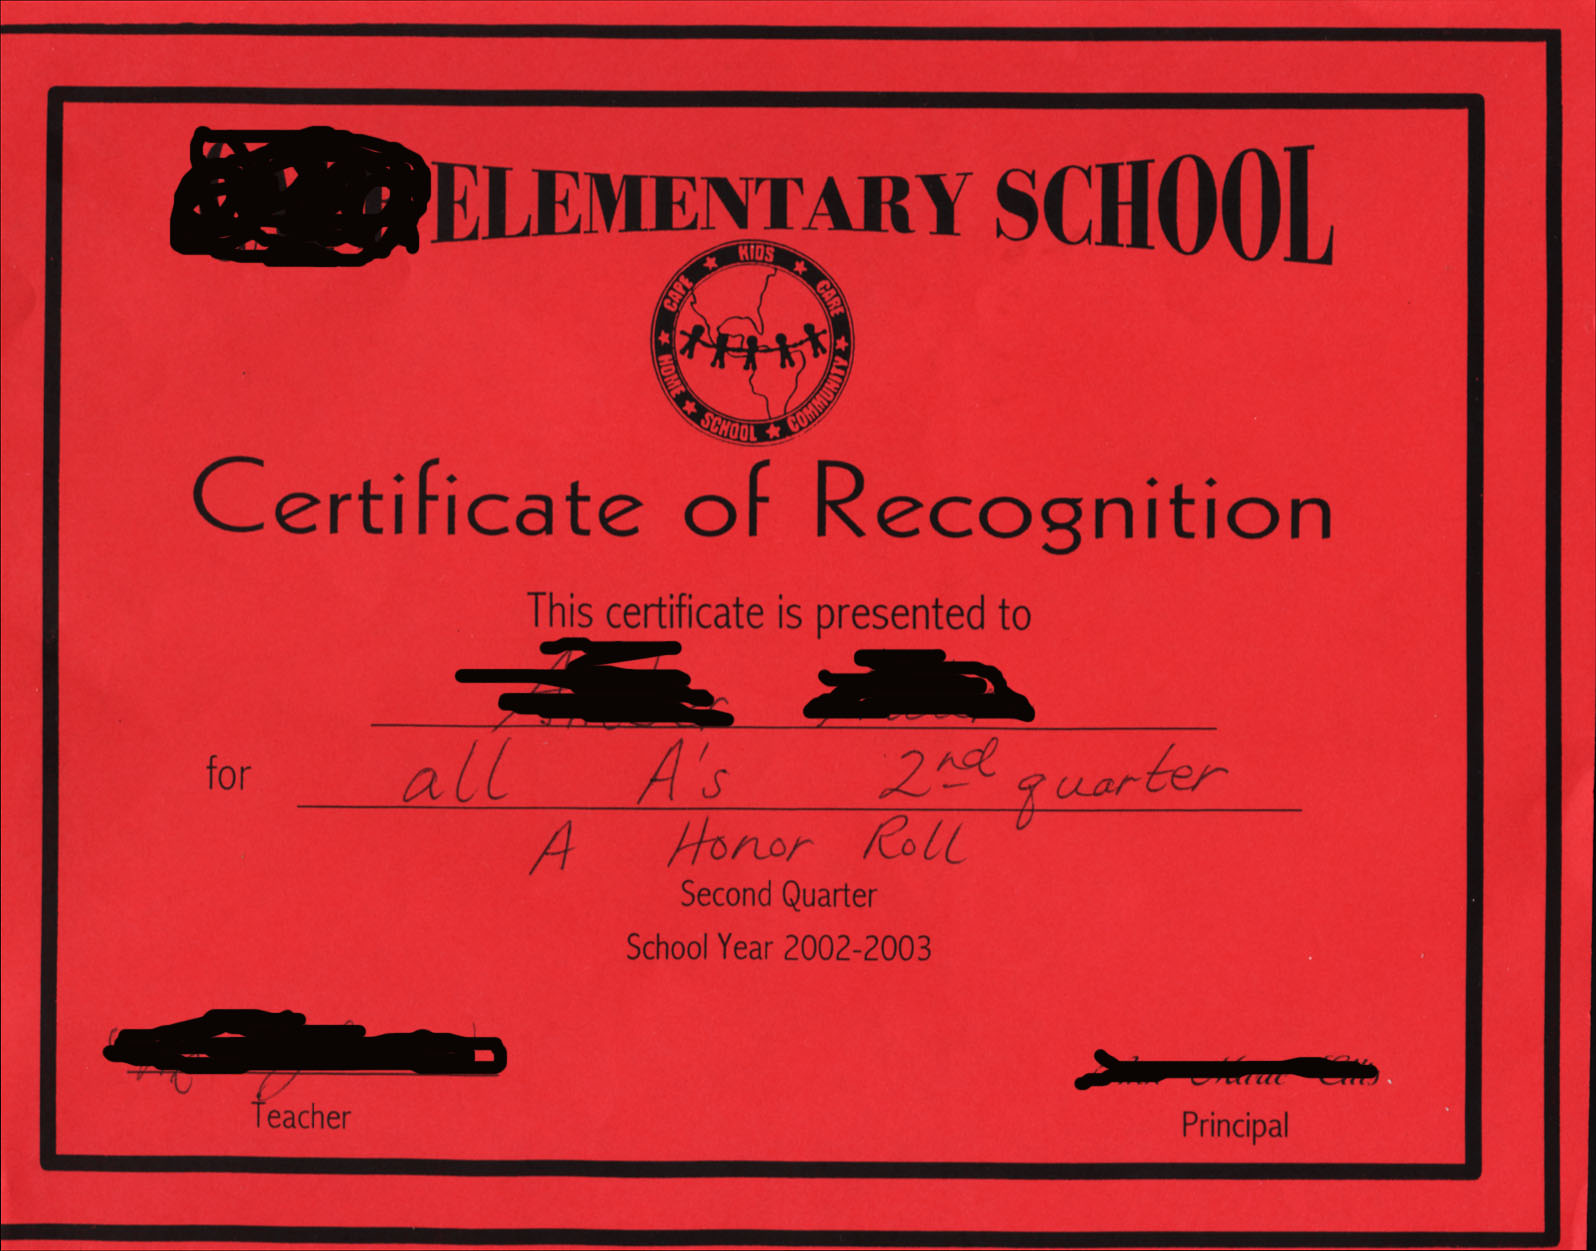 ELEMENTARY SCHOOL
CAPE ★ KIDS ★ CARE ★ COMMUNITY ★ SCHOOL ★ HOME ★
Certificate of Recognition
This certificate is presented to
for all A's 2nd quarter
A Honor Roll
Second Quarter
School Year 2002-2003
Teacher
Principal